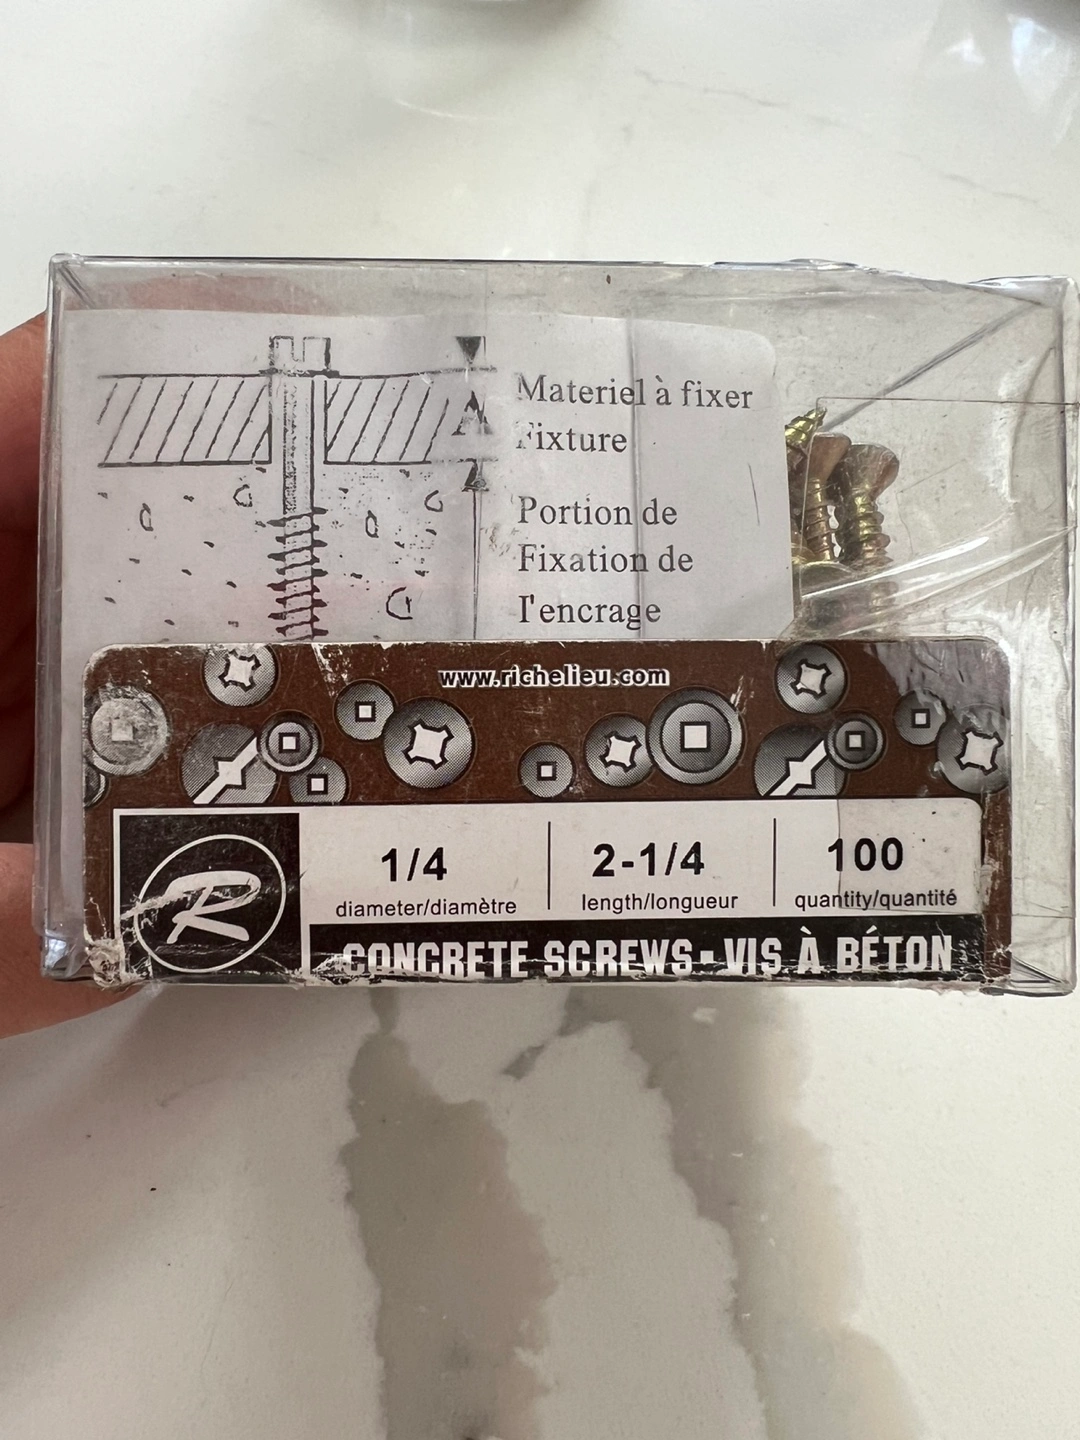 Materiel à fixer
Fixture
Portion de
Fixation de
l'encrage
www.richelieu.com
R
1/4
diameter/diamètre
2-1/4
length/longueur
100
quantity/quantité
CONCRETE SCREWS • VIS À BÉTON